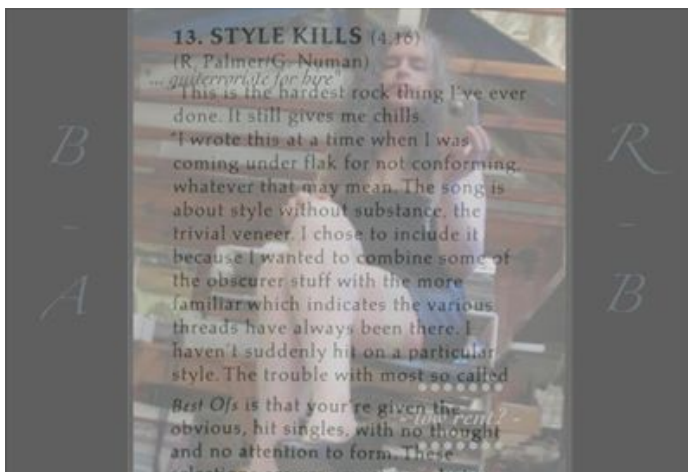 13. STYLE KILLS (4.16)
(R. Palmer/G. Numan)
"... guiterroriste for hire"
"This is the hardest rock thing I've ever
done. It still gives me chills.
"I wrote this at a time when I was
coming under flak for not conforming,
whatever that may mean. The song is
about style without substance, the
trivial veneer. I chose to include it
because I wanted to combine some of
the obscurer stuff with the more
familiar which indicates the various
threads have always been there. I
haven't suddenly hit on a particular
style. The trouble with most so called
Best Ofs is that your're given the
obvious, hit singles, with no thought
and no attention to form. These
B
-
A
R
-
B
rent? -